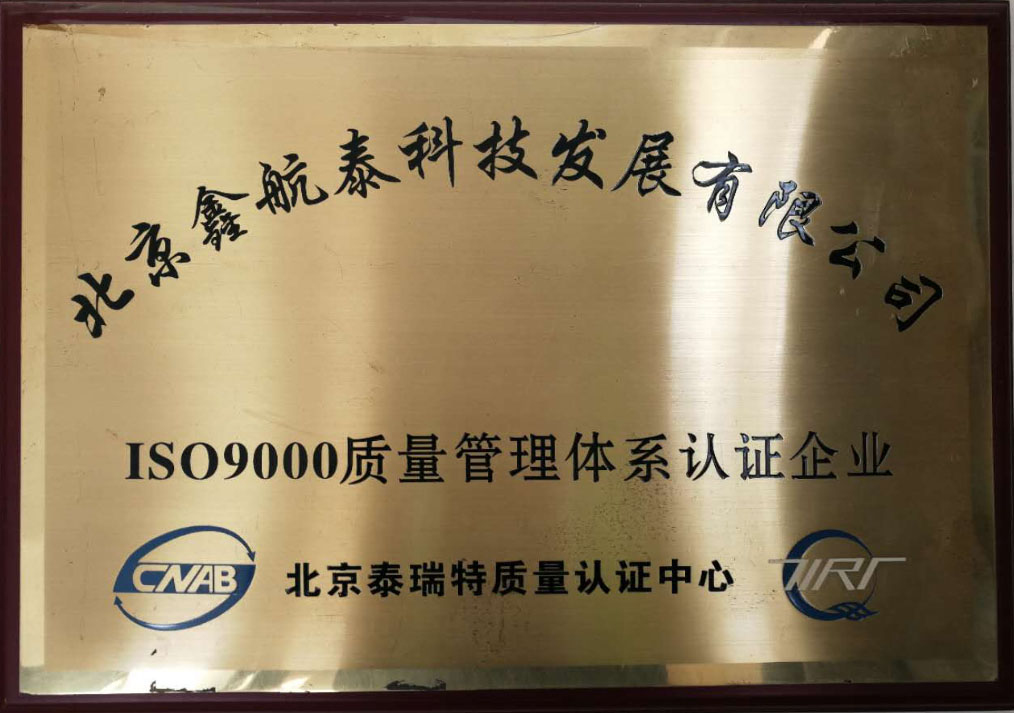 北京鑫航泰科技发展有限公司
ISO9000质量管理体系认证企业
CNAB 北京泰瑞特质量认证中心 TIRT